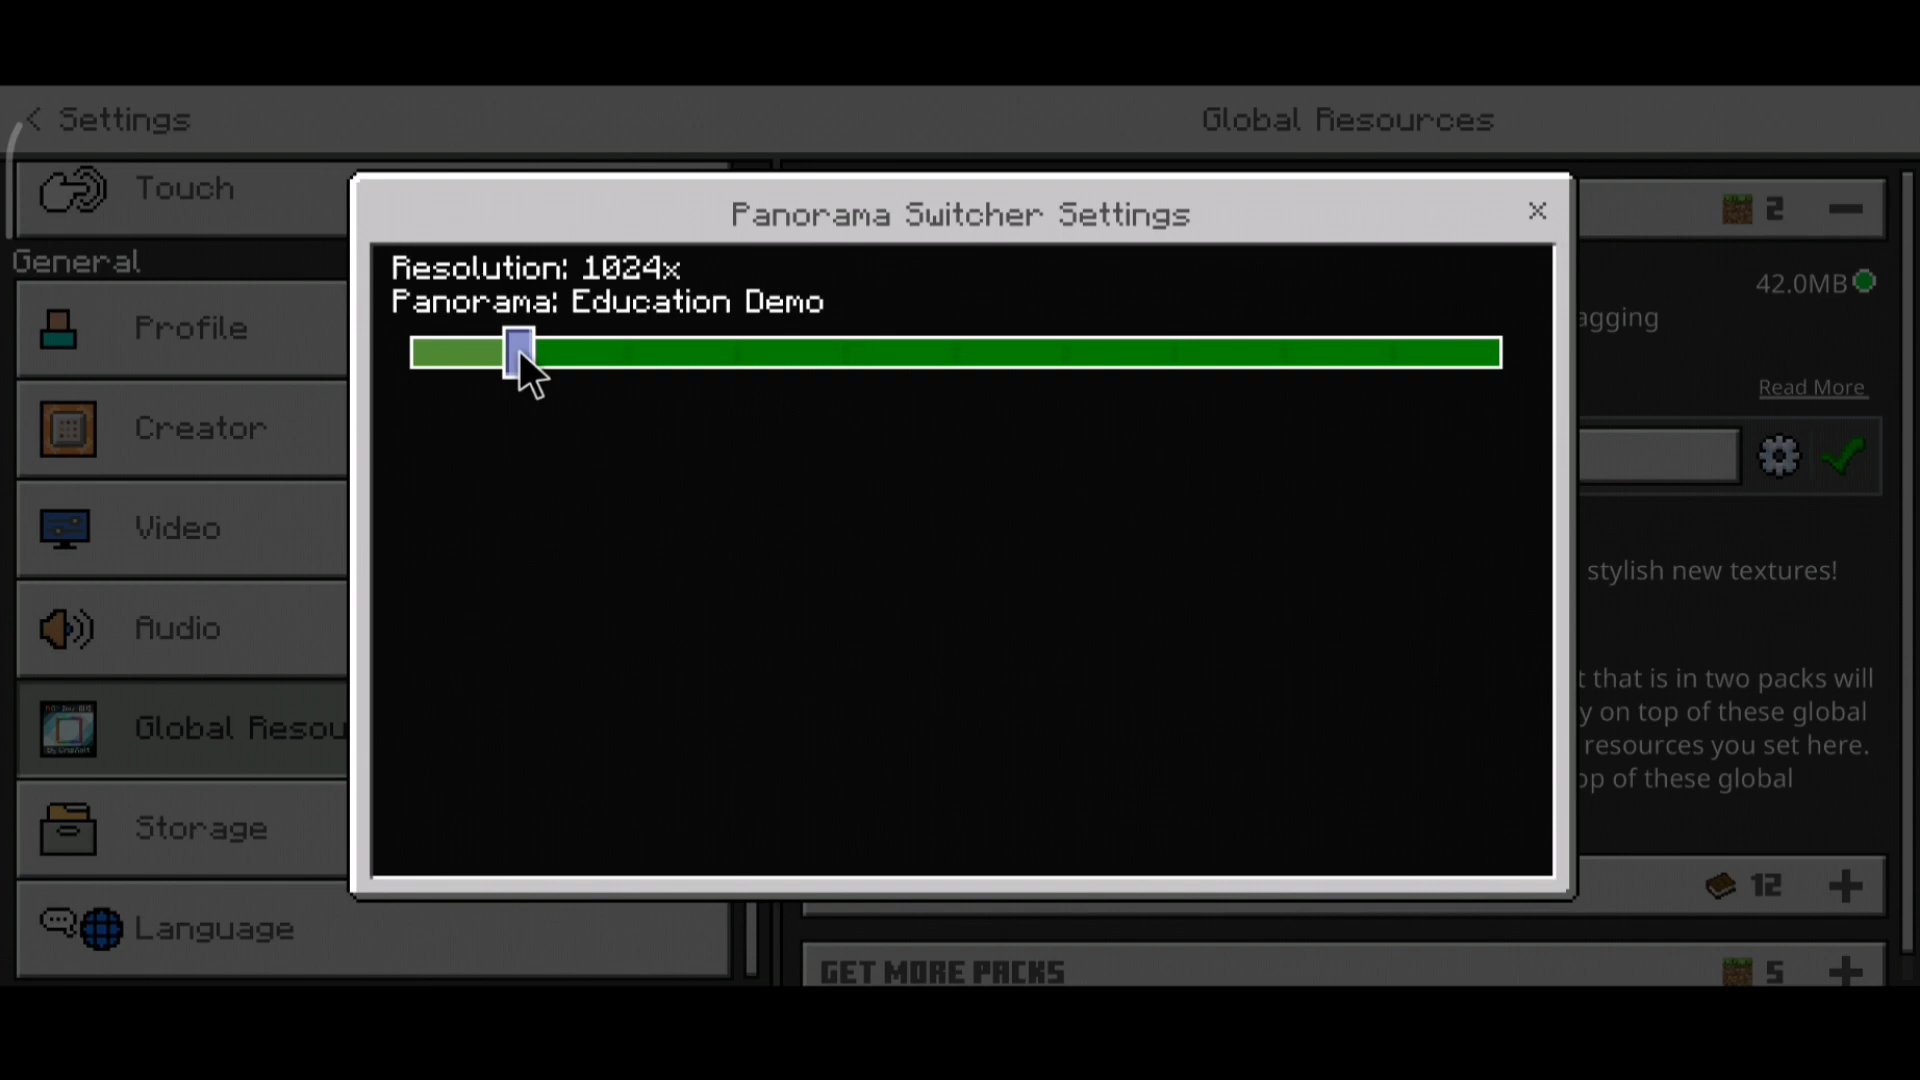 Settings
Global Resources
Touch
General
Profile
Creator
Video
Audio
Global Resou
Storage
Language
Panorama Switcher Settings
Resolution: 1024x
Panorama: Education Demo
2
42.0MB
agging
Read More
stylish new textures!
t that is in two packs will
y on top of these global
resources you set here.
op of these global
12
GET MORE PACKS
5